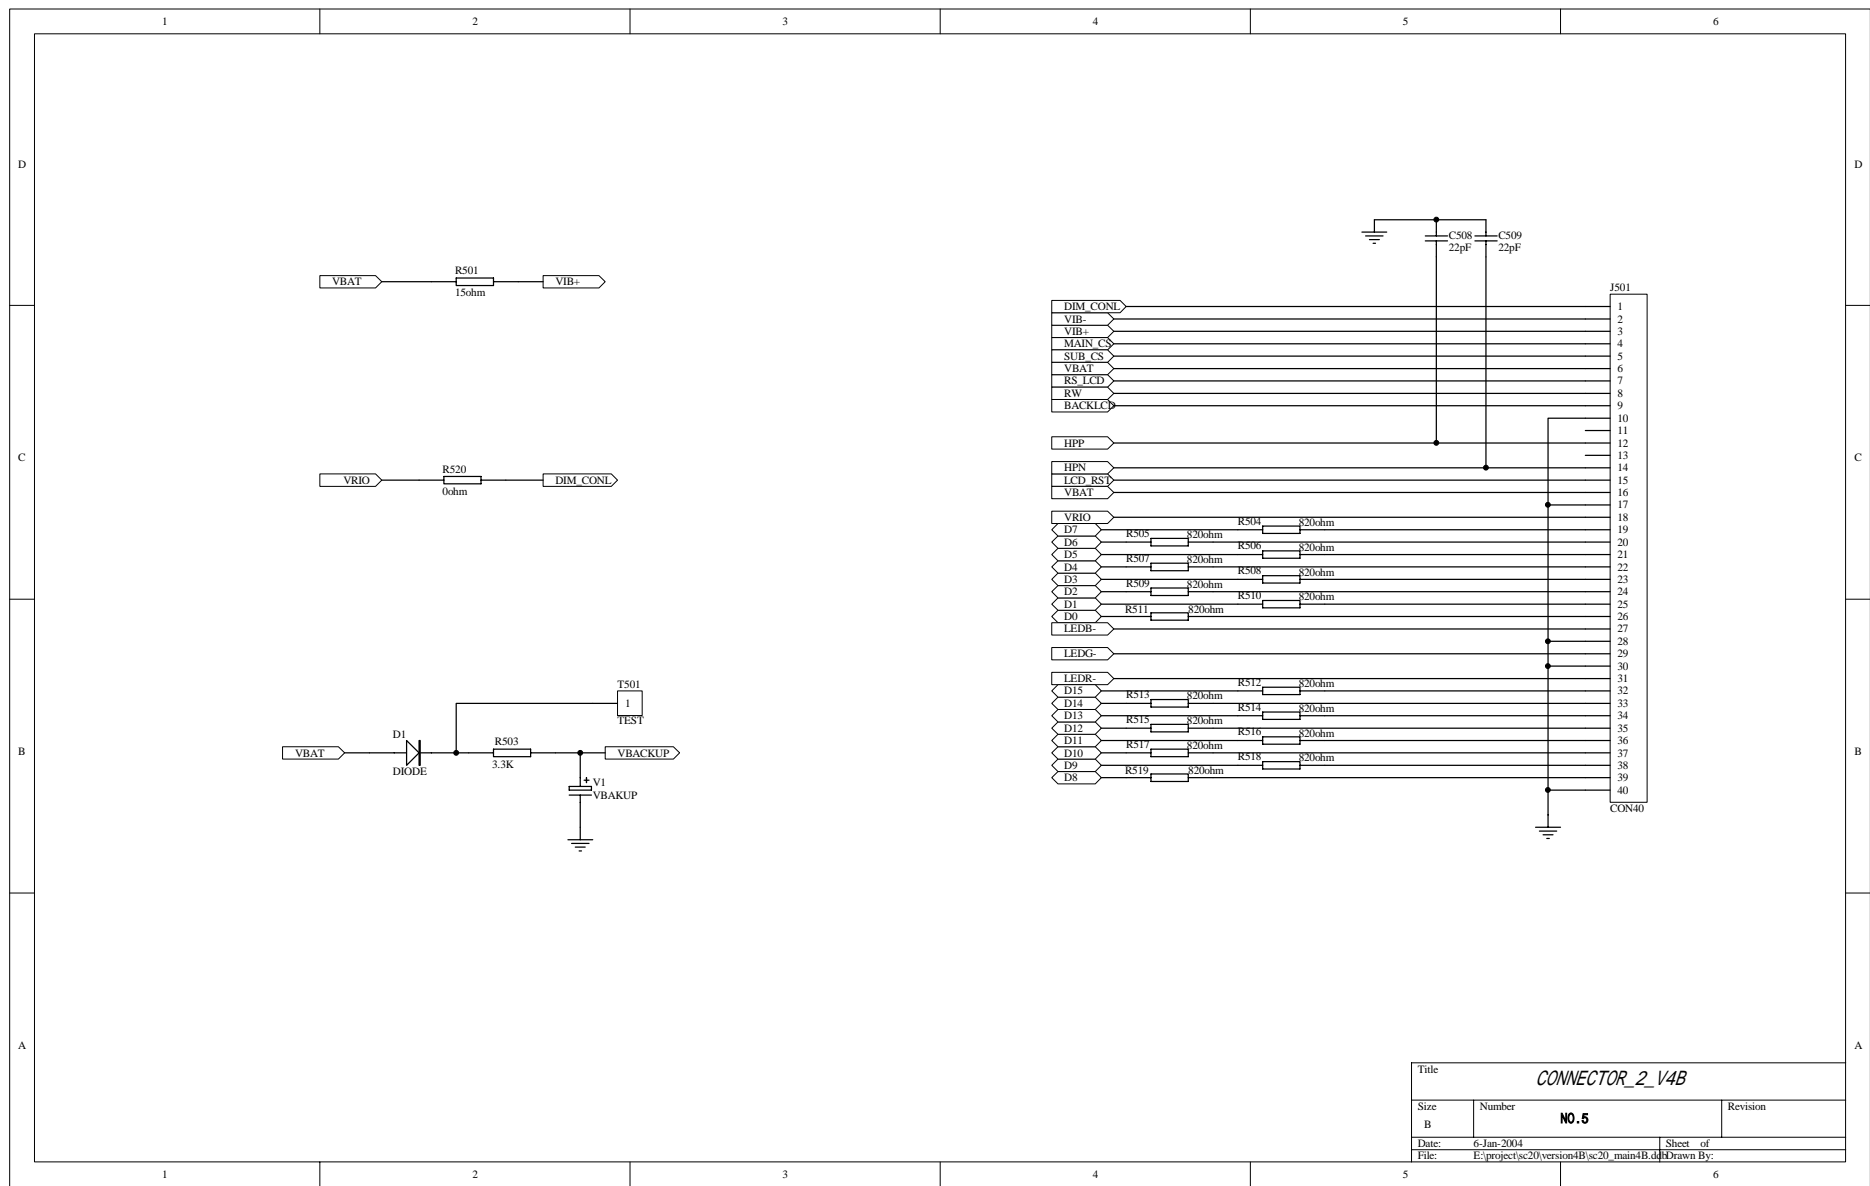 1 2 3 4 5 6
D D
C508 C509
22pF 22pF
R501
VBAT VIB+
15ohm
J501
DIM_CONL 1
VIB- 2
VIB+ 3
MAIN_CS 4
SUB_CS 5
VBAT 6
RS_LCD 7
RW 8
BACKLCD 9
10
11
HPP 12
13
C C
HPN 14
R520
VRIO DIM_CONL
0ohm
LCD_RST 15
VBAT 16
17
VRIO 18
D7 R504 820ohm 19
D6 R505 820ohm 20
D5 R506 820ohm 21
D4 R507 820ohm 22
D3 R508 820ohm 23
D2 R509 820ohm 24
D1 R510 820ohm 25
D0 R511 820ohm 26
LEDB- 27
28
LEDG- 29
30
LEDR- 31
D15 R512 820ohm 32
D14 R513 820ohm 33
D13 R514 820ohm 34
D12 R515 820ohm 35
D11 R516 820ohm 36
D10 R517 820ohm 37
D9 R518 820ohm 38
D8 R519 820ohm 39
40
CON40
T501
1
TEST
B B
D1 R503
VBAT VBACKUP
DIODE 3.3K
+ V1
VBAKUP
A A
Title CONNECTOR_2_V4B
Size Number Revision
B NO.5
Date: 6-Jan-2004 Sheet of
File: E:\project\sc20\version4B\sc20_main4B.ddb Drawn By:
1 2 3 4 5 6